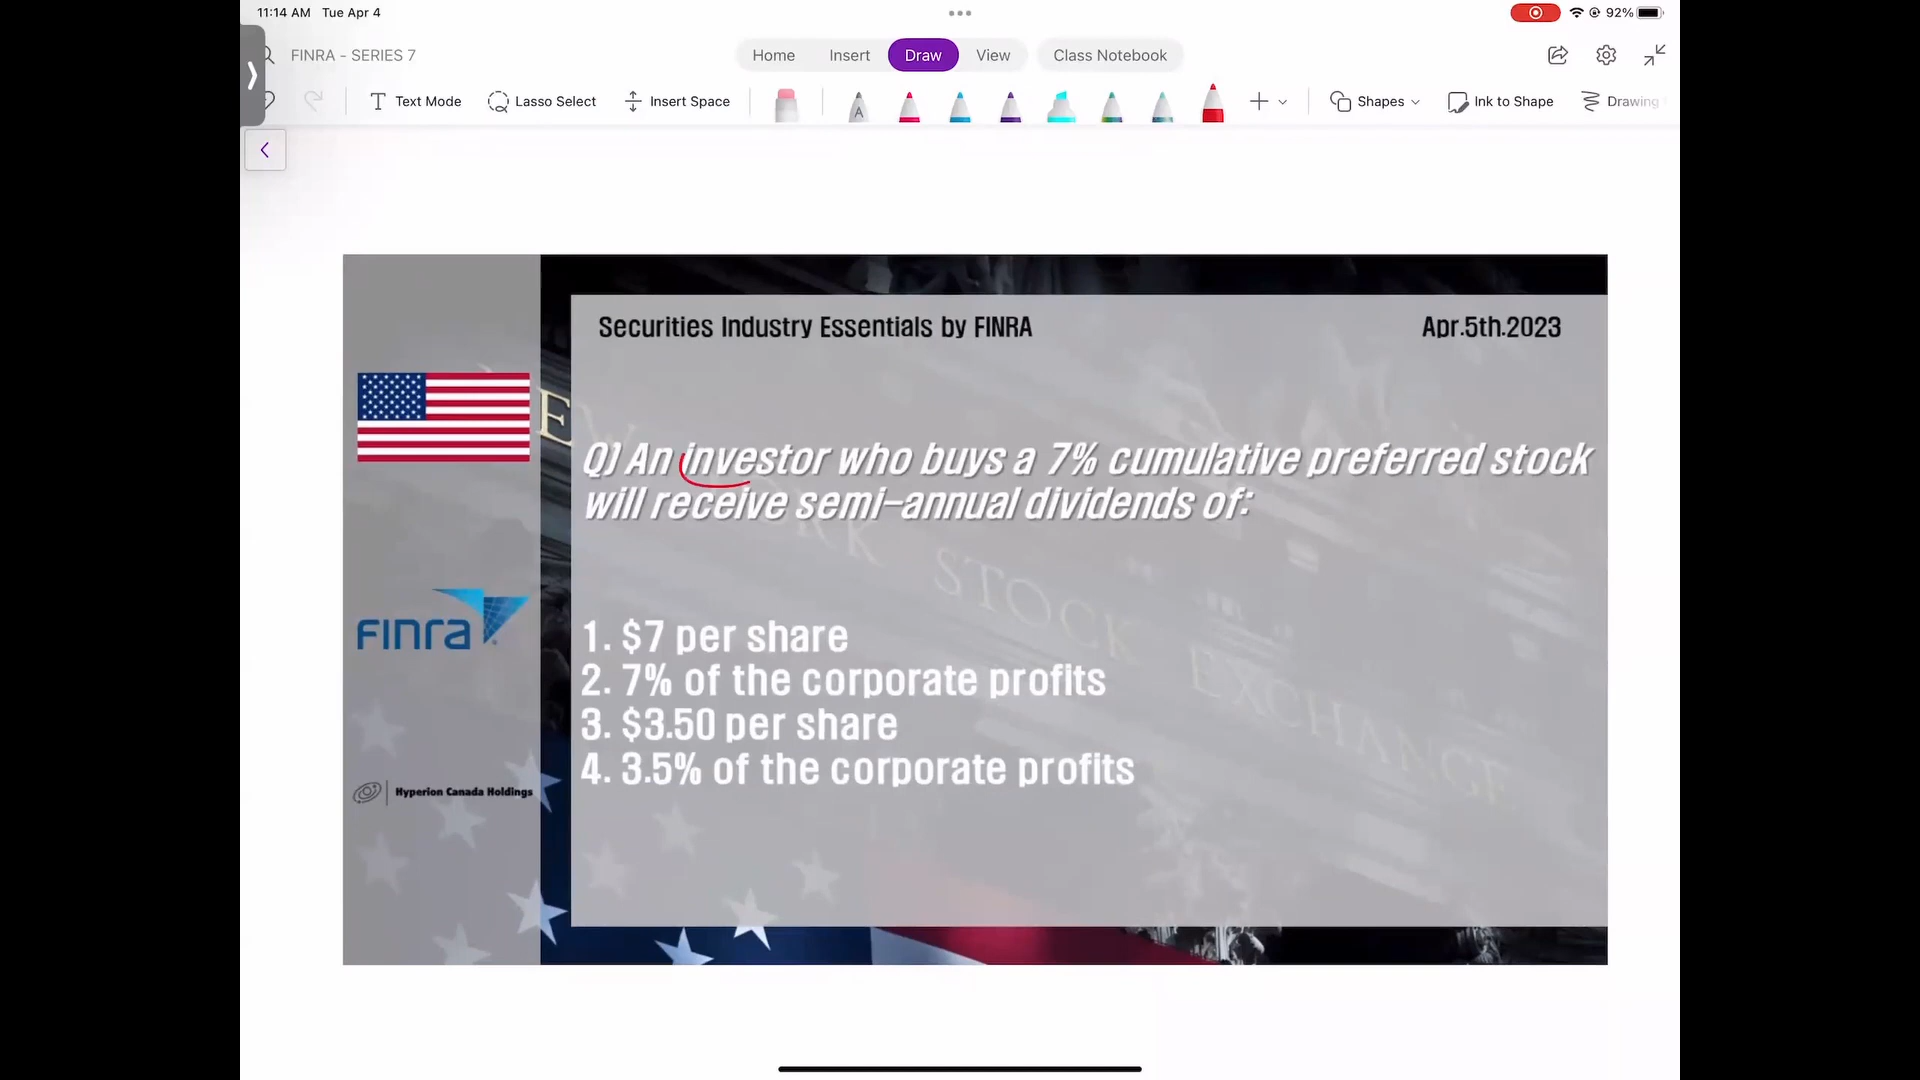 11:14 AM Tue Apr 4
92%
FINRA - SERIES 7
Home Insert Draw View Class Notebook
Text Mode Lasso Select Insert Space A Shapes Ink to Shape Drawing
Securities Industry Essentials by FINRA Apr.5th.2023
Q) An investor who buys a 7% cumulative preferred stock
will receive semi-annual dividends of:
1. $7 per share
2. 7% of the corporate profits
3. $3.50 per share
4. 3.5% of the corporate profits
finra
Hyperion Canada Holdings
STOCK
EXCHANGE